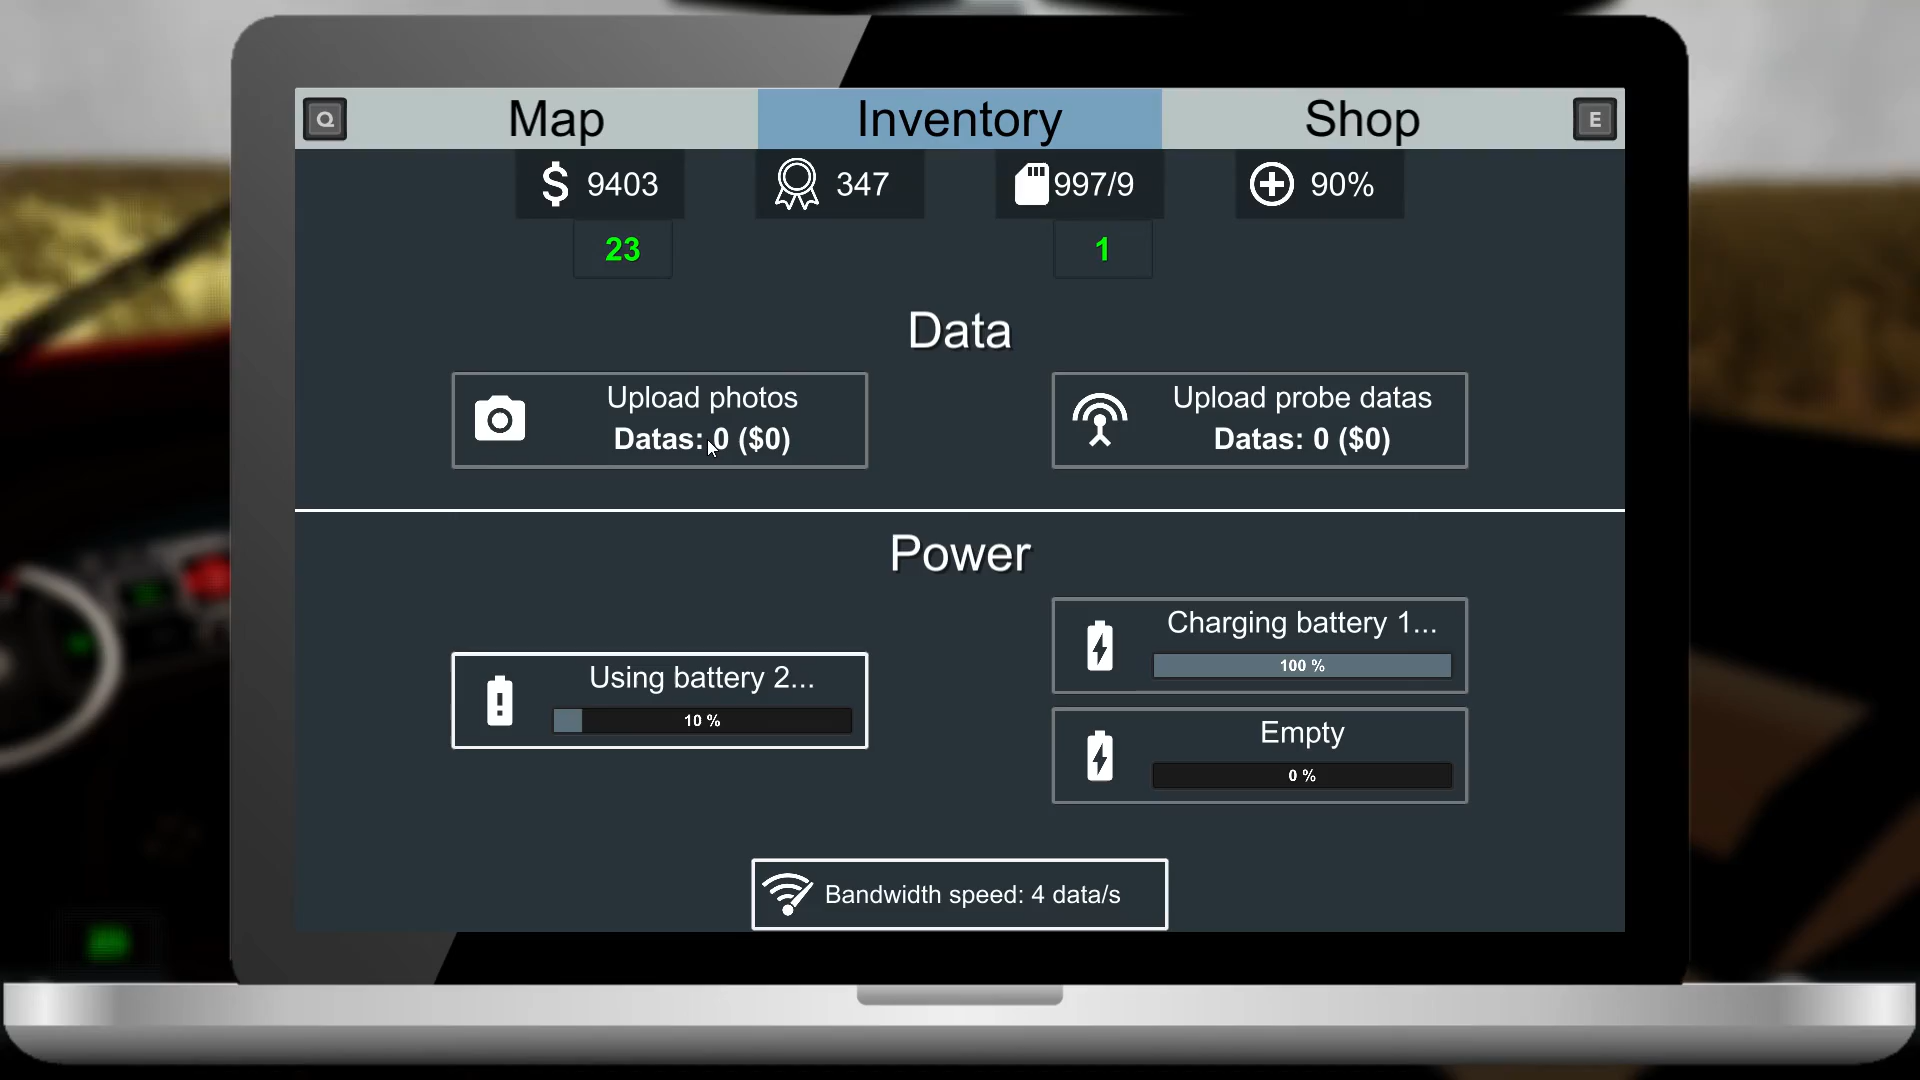 Q Map Inventory Shop E
9403 347 997/9 90%
23 1
Data
Upload photos
Datas: 0 ($0)
Upload probe datas
Datas: 0 ($0)
Power
Using battery 2...
10 %
Charging battery 1...
100 %
Empty
0 %
Bandwidth speed: 4 data/s